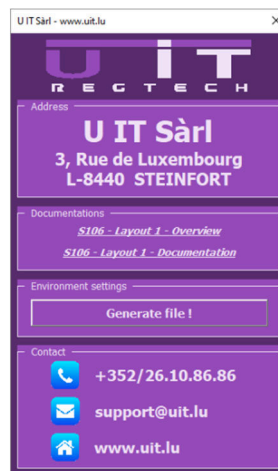 U IT Sàrl - www.uit.lu
U IT
REGTECH
Address
U IT Sàrl
3, Rue de Luxembourg
L-8440 STEINFORT
Documentations
S106 - Layout 1 - Overview
S106 - Layout 1 - Documentation
Environment settings
Generate file !
Contact
+352/26.10.86.86
support@uit.lu
www.uit.lu